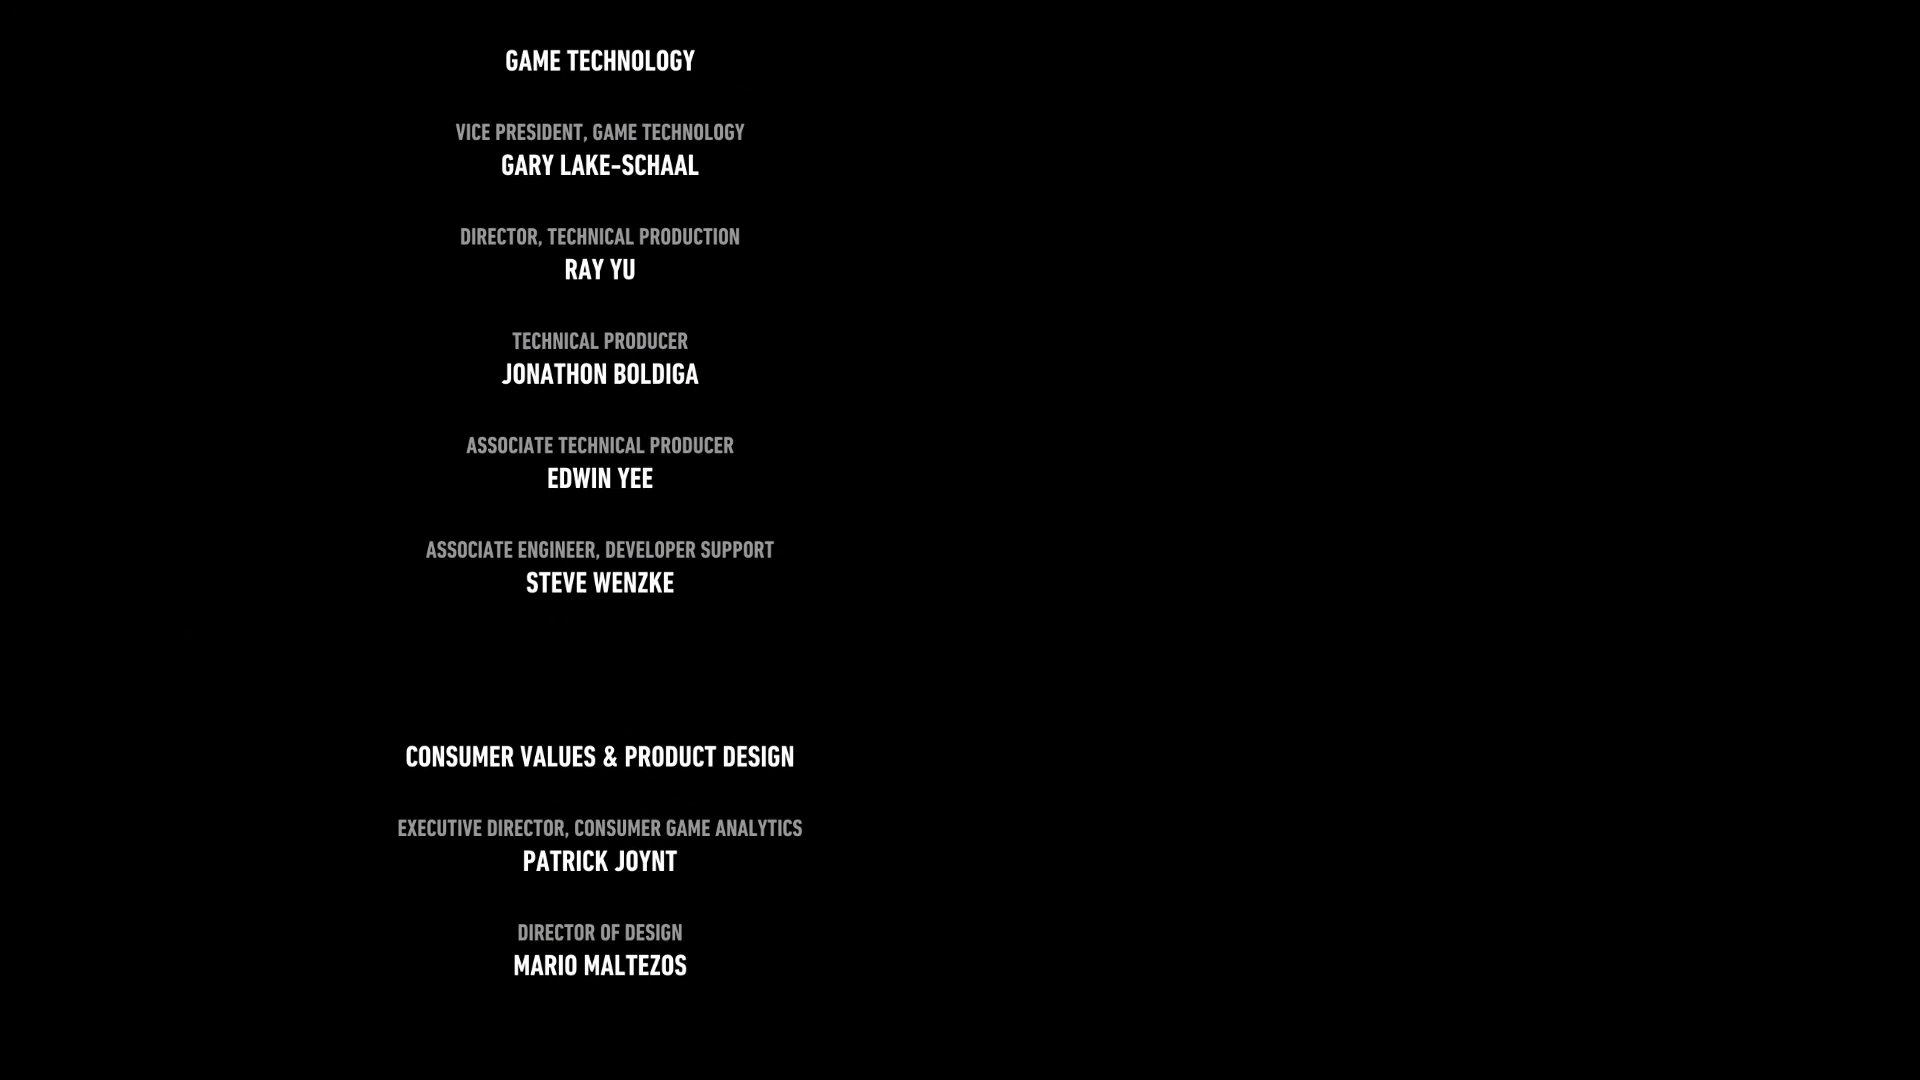 GAME TECHNOLOGY
VICE PRESIDENT, GAME TECHNOLOGY
GARY LAKE-SCHAAL
DIRECTOR, TECHNICAL PRODUCTION
RAY YU
TECHNICAL PRODUCER
JONATHON BOLDIGA
ASSOCIATE TECHNICAL PRODUCER
EDWIN YEE
ASSOCIATE ENGINEER, DEVELOPER SUPPORT
STEVE WENZKE
CONSUMER VALUES & PRODUCT DESIGN
EXECUTIVE DIRECTOR, CONSUMER GAME ANALYTICS
PATRICK JOYNT
DIRECTOR OF DESIGN
MARIO MALTEZOS